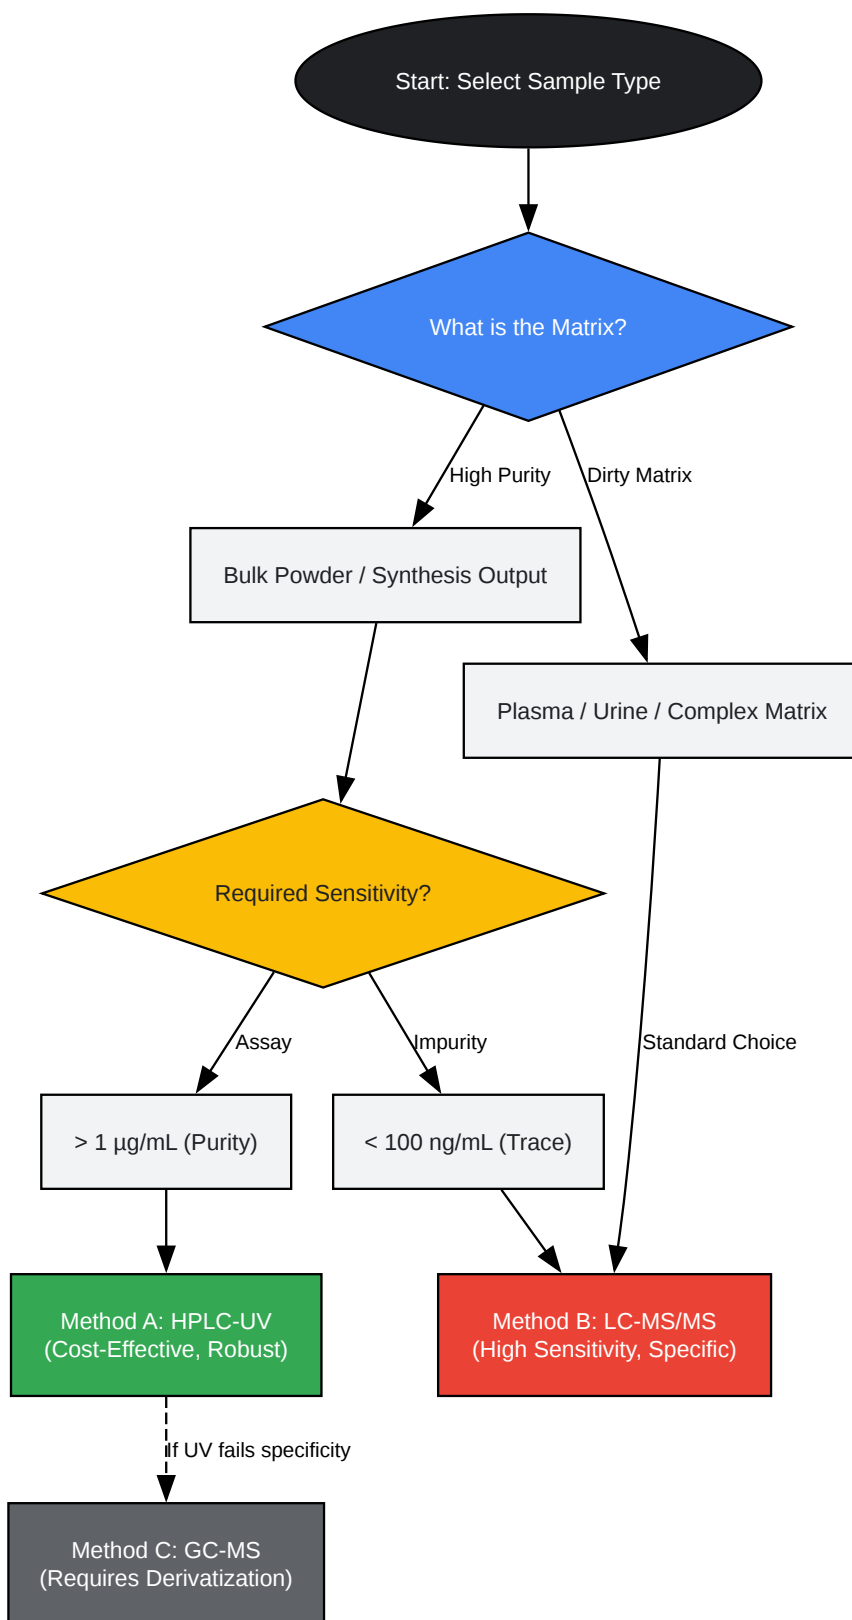 Start: Select Sample Type
What is the Matrix?
High Purity
Dirty Matrix
Bulk Powder / Synthesis Output
Plasma / Urine / Complex Matrix
Required Sensitivity?
Assay
Impurity
Standard Choice
> 1 µg/mL (Purity)
< 100 ng/mL (Trace)
Method A: HPLC-UV
(Cost-Effective, Robust)
Method B: LC-MS/MS
(High Sensitivity, Specific)
If UV fails specificity
Method C: GC-MS
(Requires Derivatization)